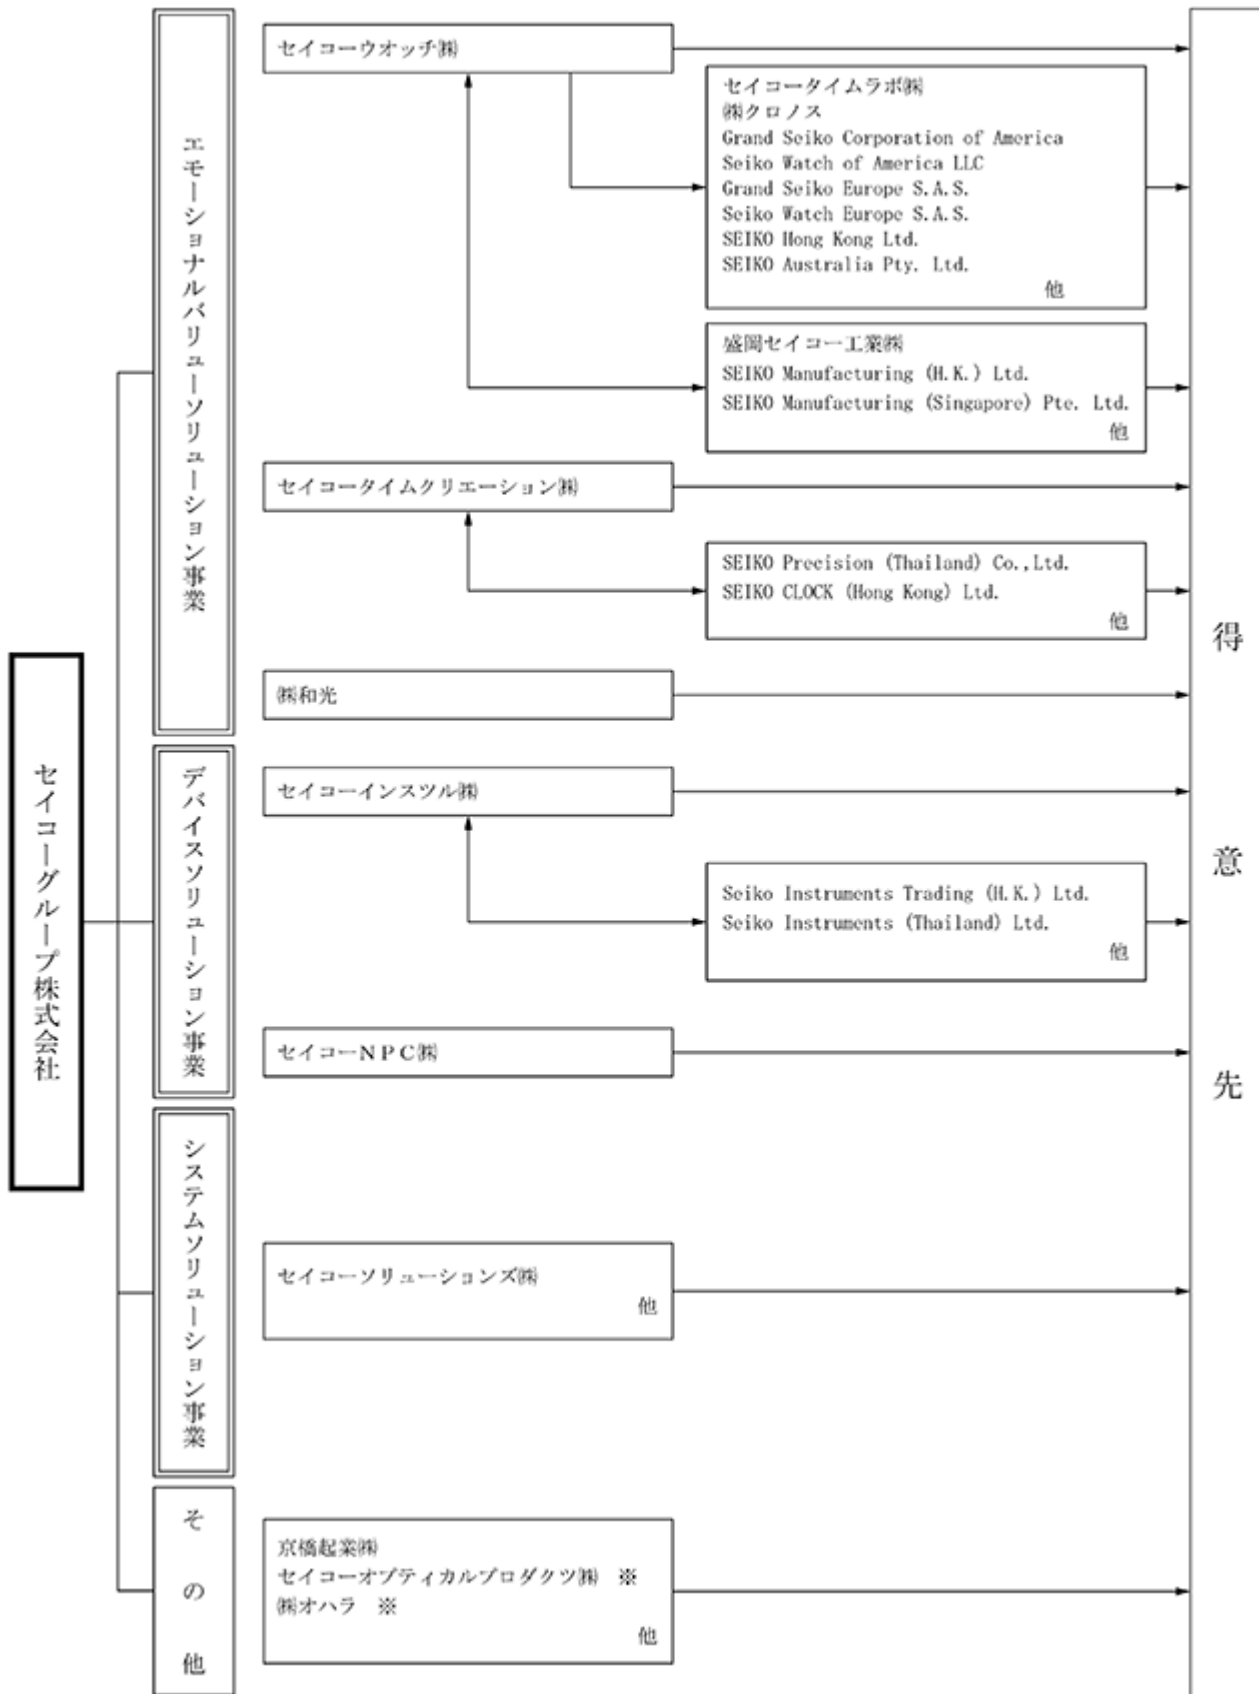 セイコーグループ株式会社
エモーショナルバリューソリューション事業
セイコーウオッチ㈱
セイコータイムラボ㈱
㈱クロノス
Grand Seiko Corporation of America
Seiko Watch of America LLC
Grand Seiko Europe S.A.S.
Seiko Watch Europe S.A.S.
SEIKO Hong Kong Ltd.
SEIKO Australia Pty. Ltd.
他
盛岡セイコー工業㈱
SEIKO Manufacturing (H.K.) Ltd.
SEIKO Manufacturing (Singapore) Pte. Ltd.
他
セイコータイムクリエーション㈱
SEIKO Precision (Thailand) Co.,Ltd.
SEIKO CLOCK (Hong Kong) Ltd.
他
㈱和光
デバイスソリューション事業
セイコーインスツル㈱
Seiko Instruments Trading (H.K.) Ltd.
Seiko Instruments (Thailand) Ltd.
他
セイコーＮＰＣ㈱
システムソリューション事業
セイコーソリューションズ㈱
他
その他
京橋起業㈱
セイコーオプティカルプロダクツ㈱　※
㈱オハラ　※
他
得意先